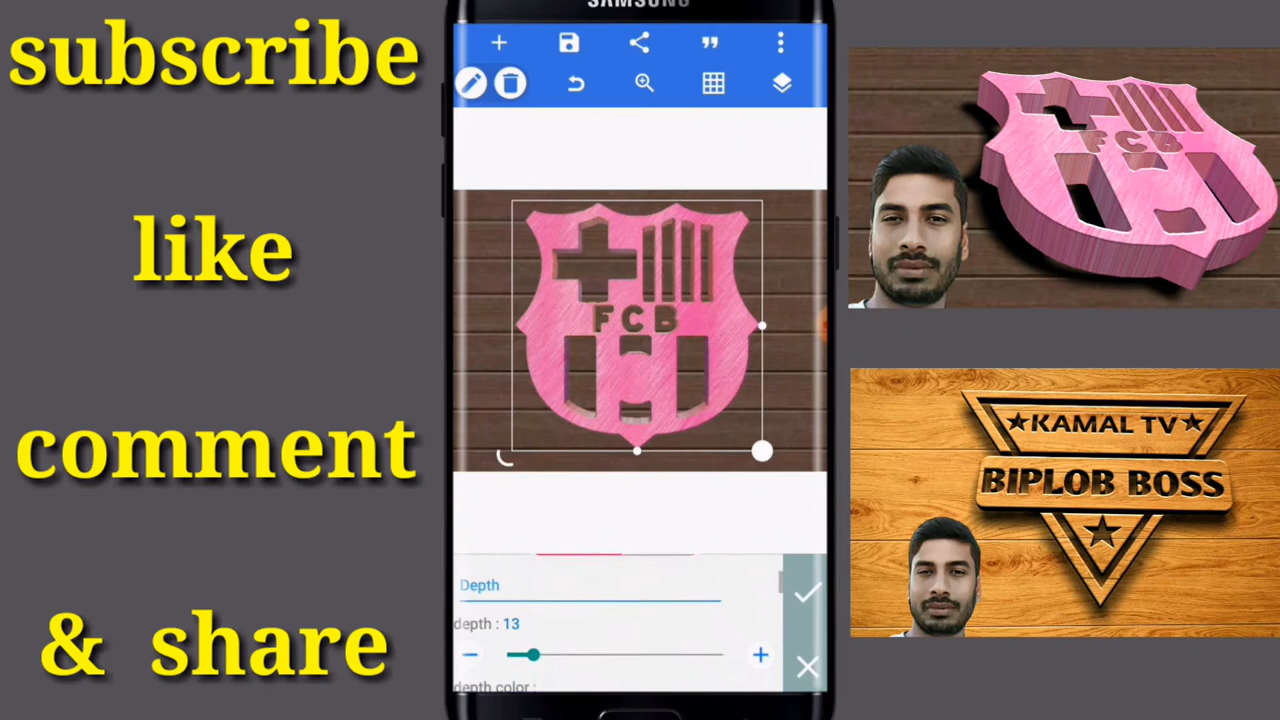 subscribe
like
comment
& share
SAMSUNG
FCB
Depth
depth : 13
depth color :
FCB
KAMAL TV
BIPLOB BOSS